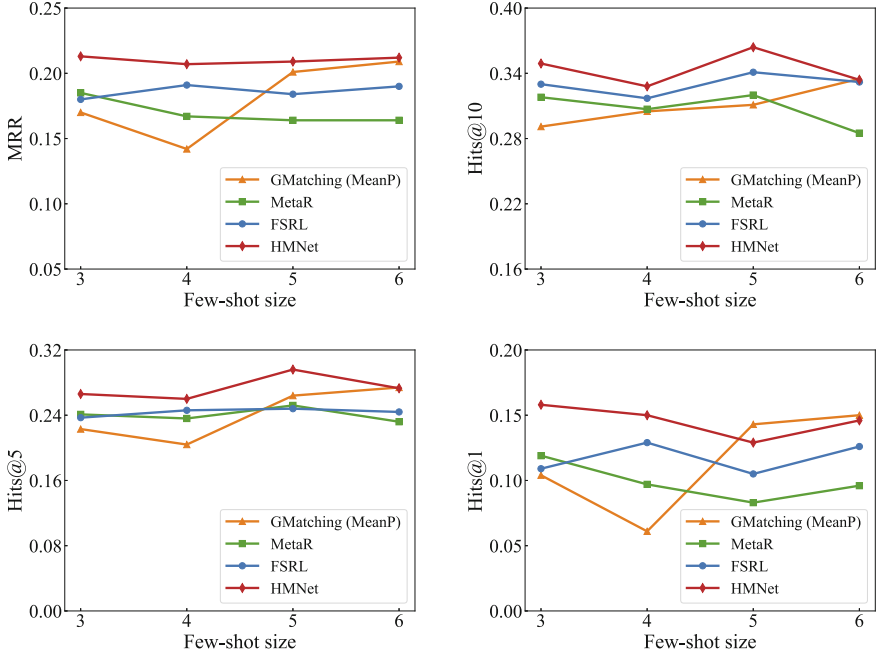 0.25
0.20
0.15
0.10
0.05
MRR
3
4
5
6
Few-shot size
GMatching (MeanP)
MetaR
FSRL
HMNet
0.40
0.34
0.28
0.22
0.16
Hits@10
3
4
5
6
Few-shot size
GMatching (MeanP)
MetaR
FSRL
HMNet
0.32
0.24
0.16
0.08
0.00
Hits@5
3
4
5
6
Few-shot size
GMatching (MeanP)
MetaR
FSRL
HMNet
0.20
0.15
0.10
0.05
0.00
Hits@1
3
4
5
6
Few-shot size
GMatching (MeanP)
MetaR
FSRL
HMNet